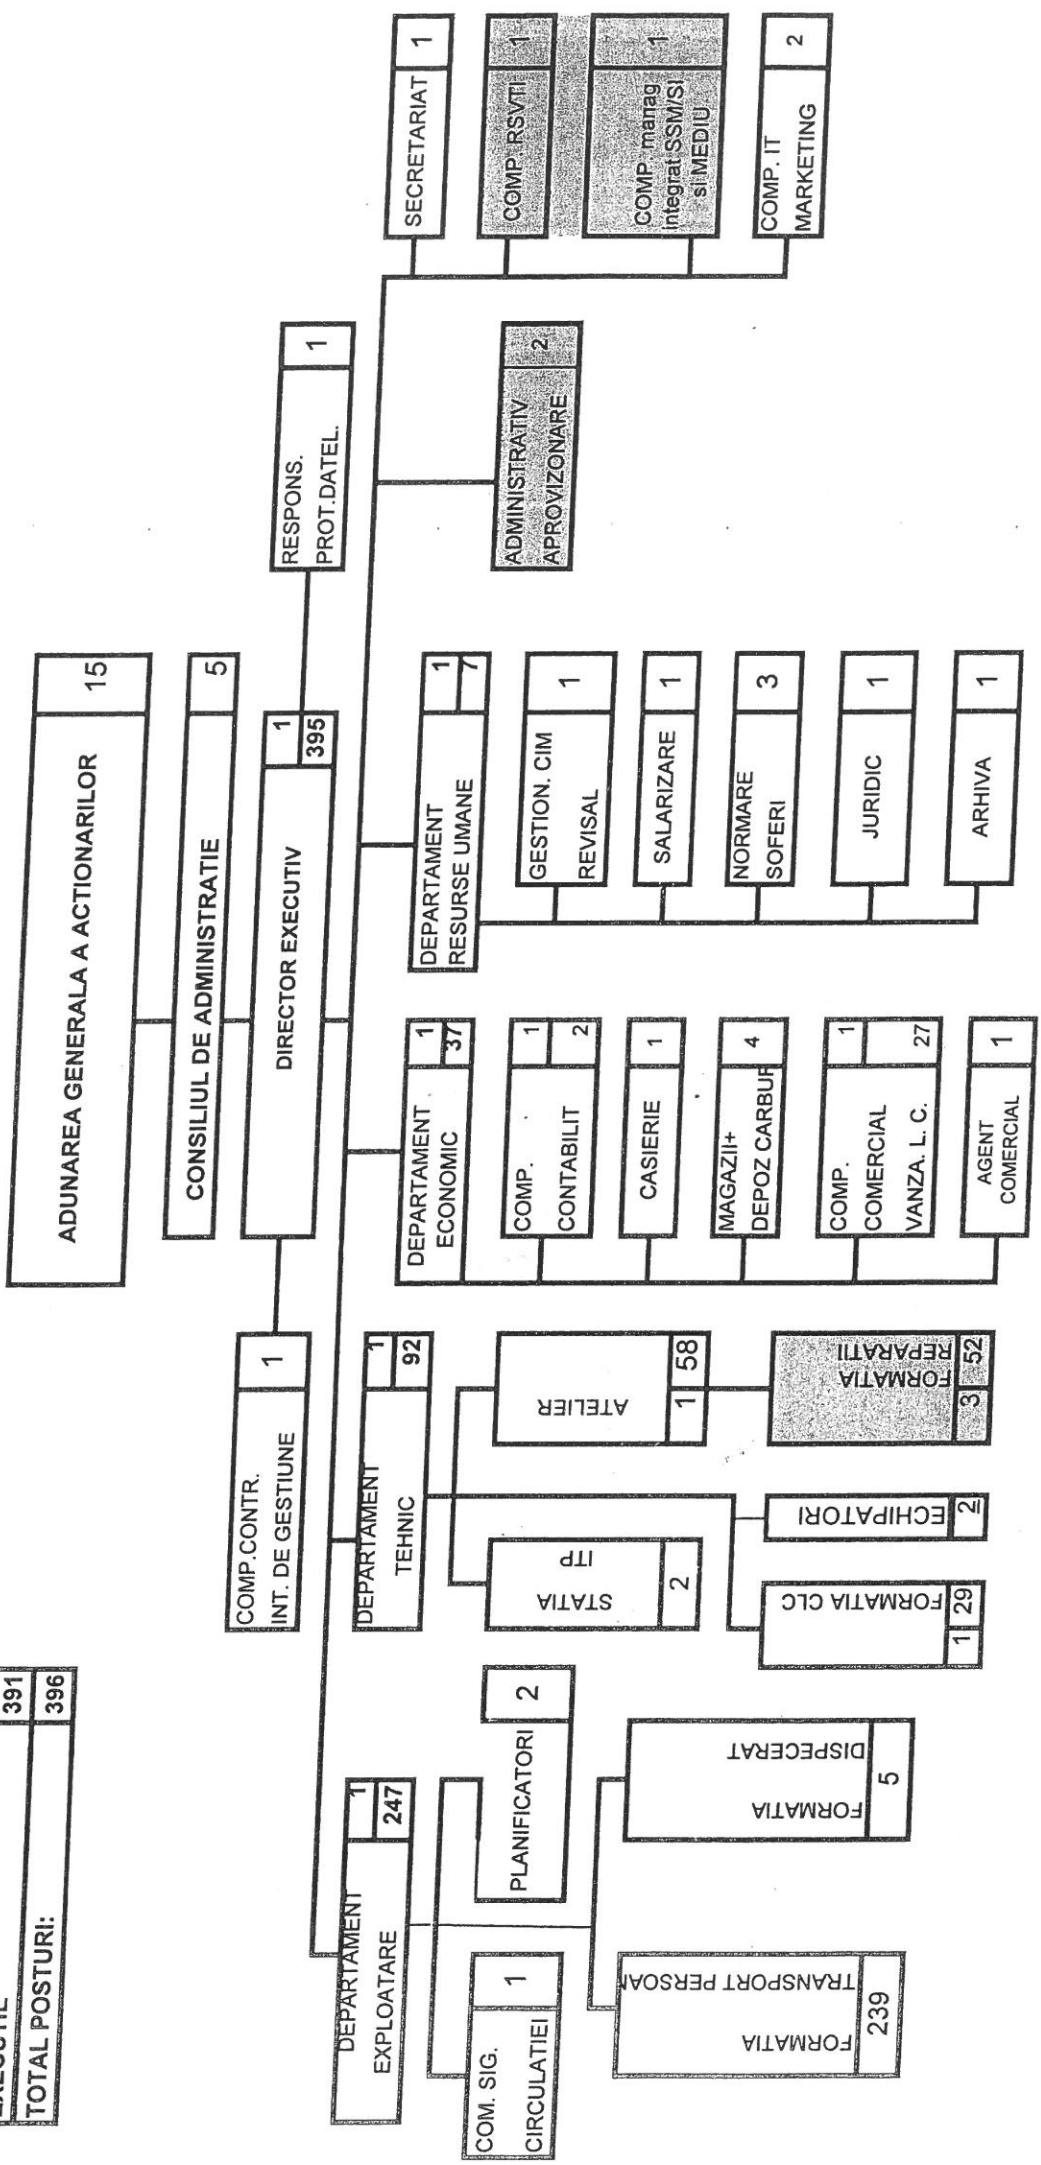 391
TOTAL POSTURI: 396
ADUNAREA GENERALA A ACTIONARILOR 15
CONSILIUL DE ADMINISTRATIE 5
DIRECTOR EXECUTIV 1
395
COMP.CONTR. 1
INT. DE GESTIUNE
RESPONS. 1
PROT.DATEL.
DEPARTAMENT 1
EXPLOATARE 247
COM. SIG. 1
CIRCULATIEI
PLANIFICATORI 2
FORMATIA
TRANSPORT PERSOAN
239
FORMATIA
DISPECERAT
5
DEPARTAMENT 1
TEHNIC 92
STATIA
ITP
2
ATELIER
1 58
FORMATIA CLC
1 29
ECHIPATORI
2
FORMATIA
REPARATII
3 52
DEPARTAMENT 1
ECONOMIC 37
COMP. 1
CONTABILIT 2
CASIERIE 1
MAGAZII+ 4
DEPOZ CARBUR
COMP. 1
COMERCIAL
VANZA. L. C. 27
AGENT 1
COMERCIAL
DEPARTAMENT 1
RESURSE UMANE 7
GESTION. CIM 1
REVISAL
SALARIZARE 1
NORMARE 3
SOFERI
JURIDIC 1
ARHIVA 1
ADMINISTRATIV 2
APROVIZONARE
SECRETARIAT 1
COMP. RSVTI 1
COMP. manag 1
integrat SSM/SI
si MEDIU
COMP. IT 2
MARKETING